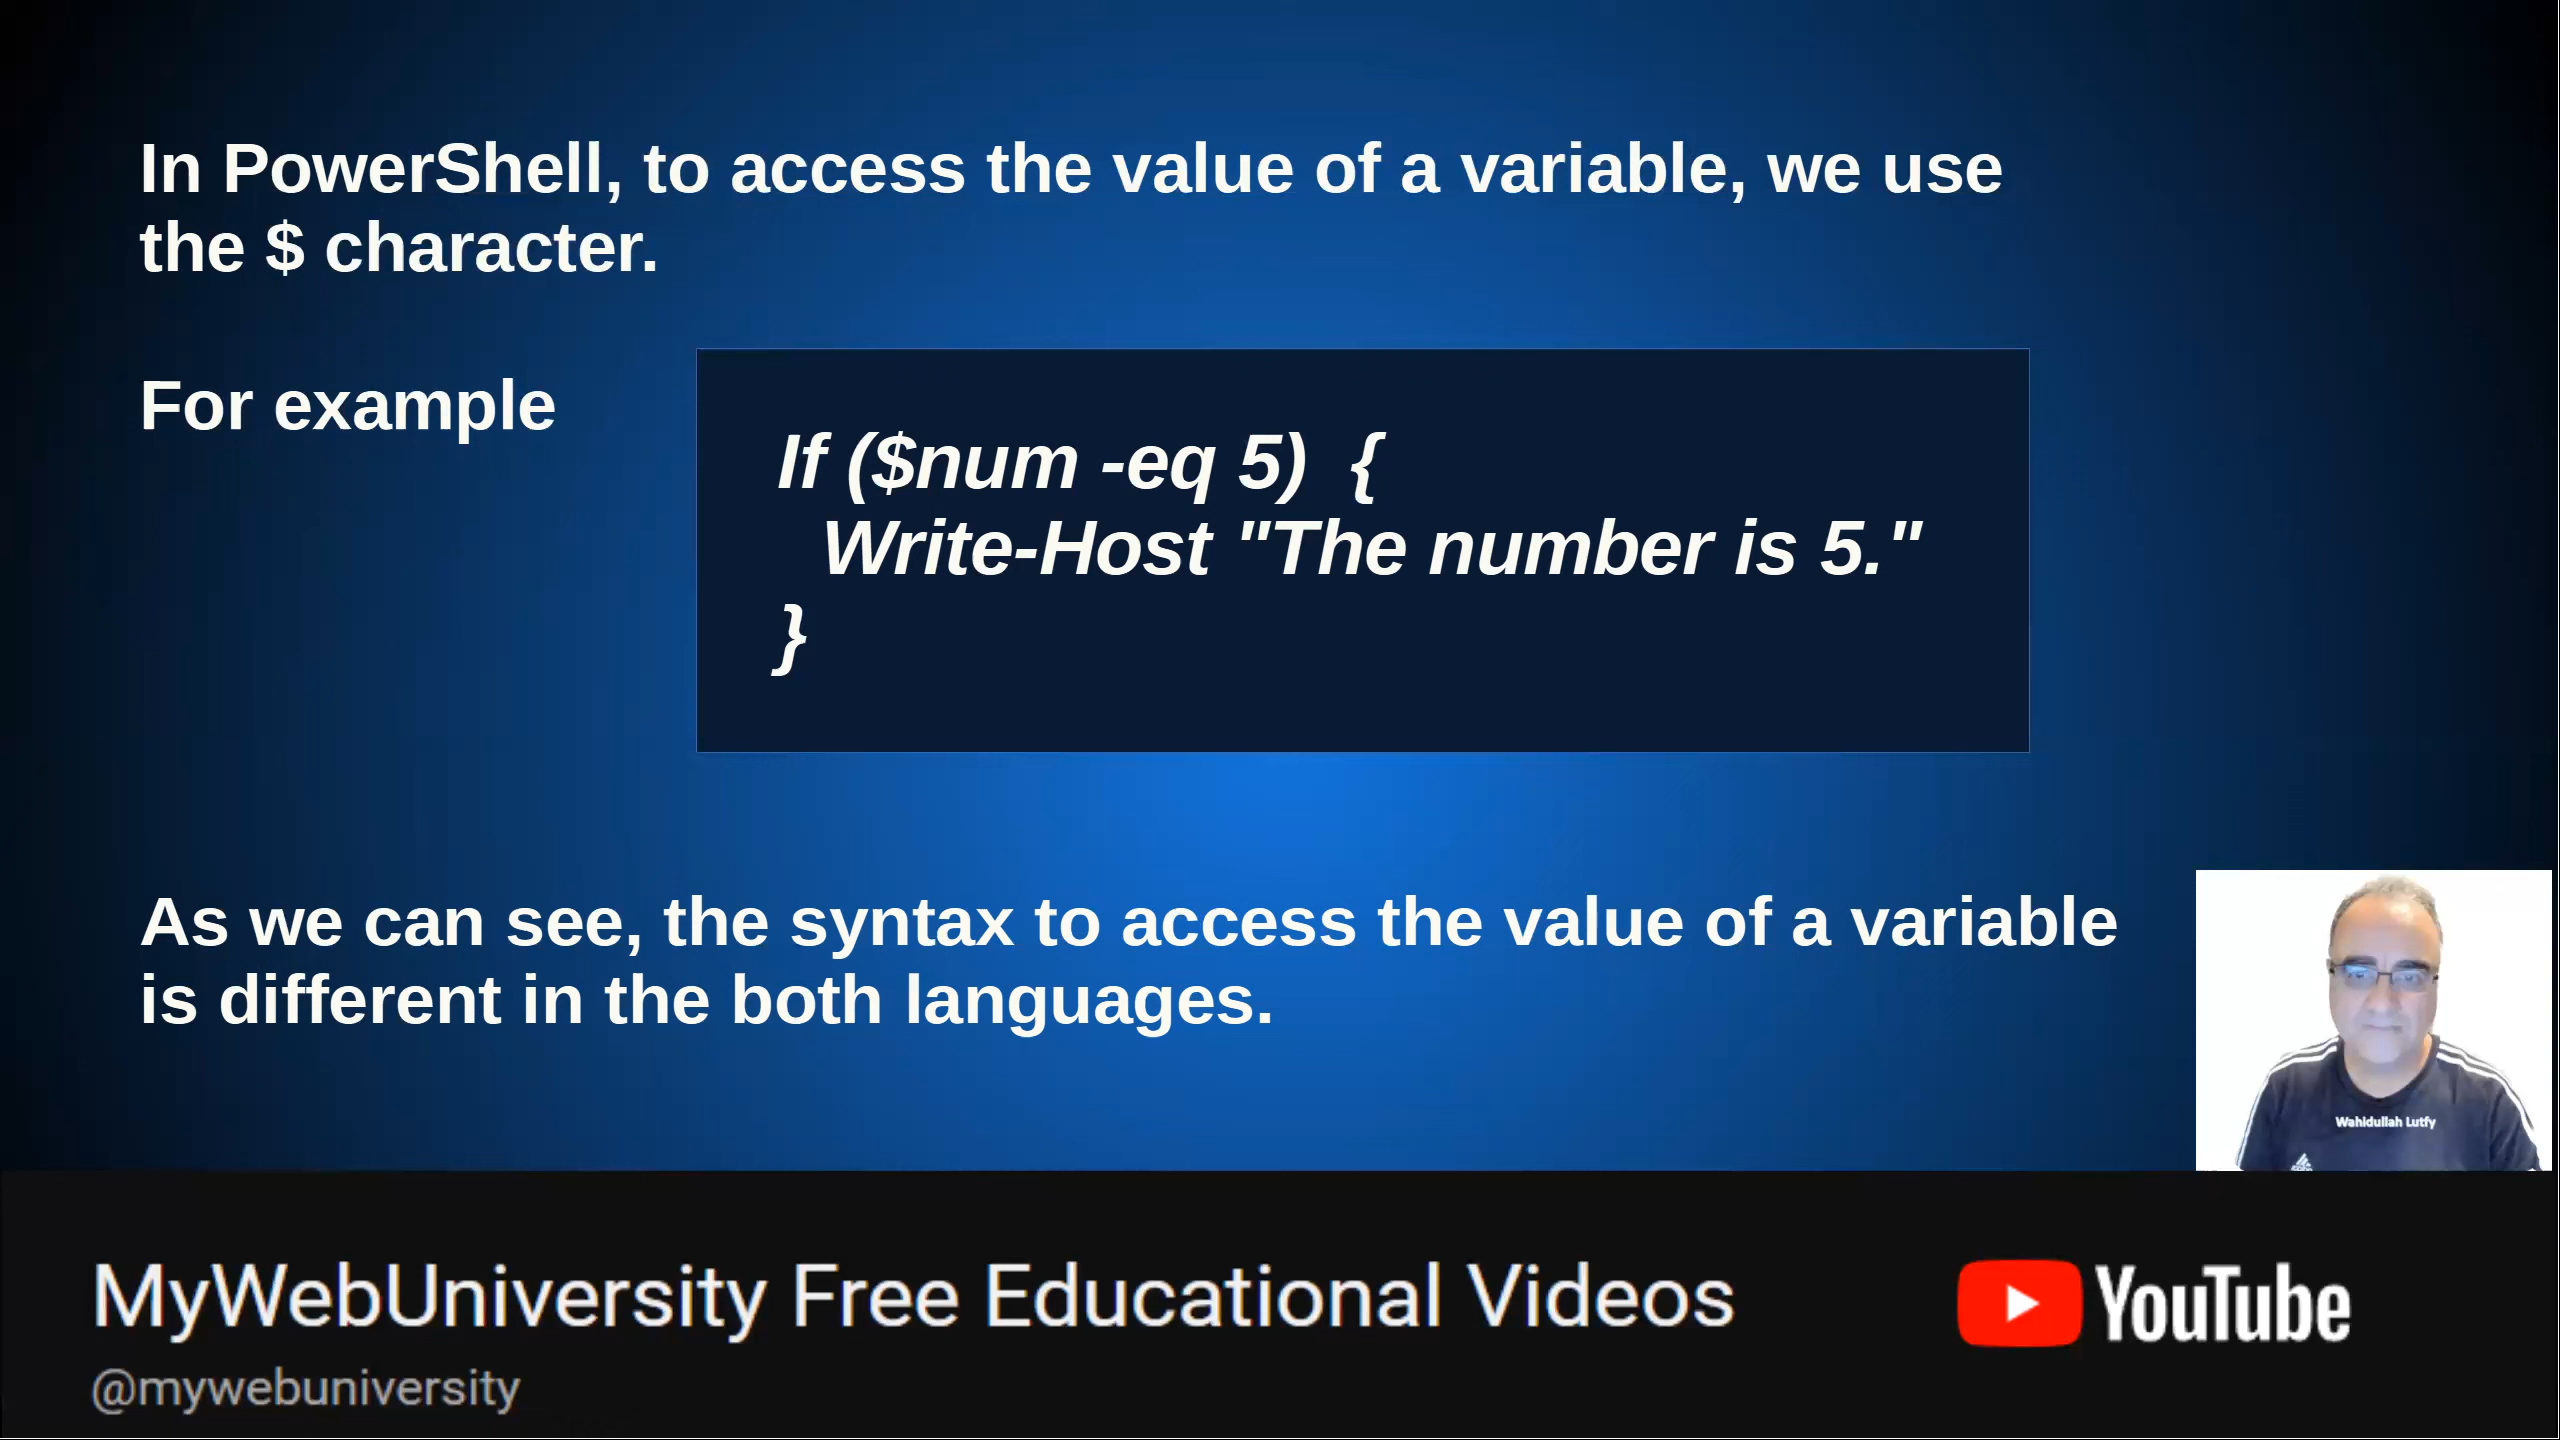 In PowerShell, to access the value of a variable, we use
the $ character.
For example
If ($num -eq 5)  {
  Write-Host "The number is 5."
}
As we can see, the syntax to access the value of a variable
is different in the both languages.
Wahidullah Lutfy
MyWebUniversity Free Educational Videos
YouTube
@mywebuniversity